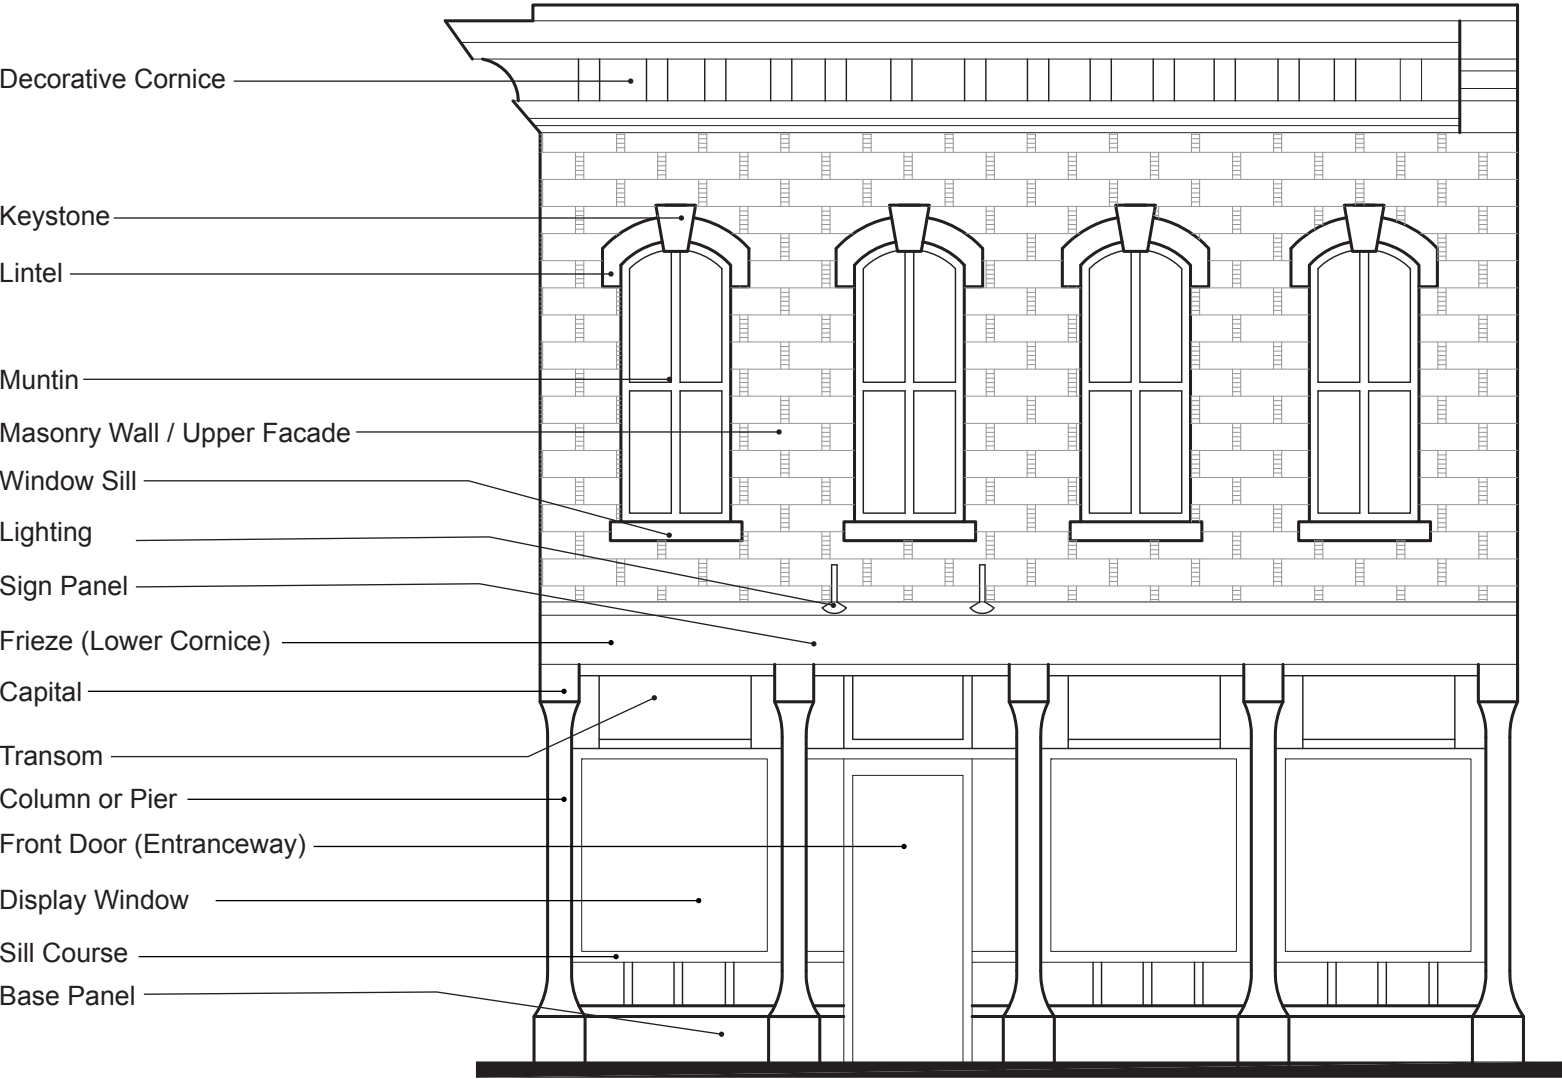 Decorative Cornice
Keystone
Lintel
Muntin
Masonry Wall / Upper Facade
Window Sill
Lighting
Sign Panel
Frieze (Lower Cornice)
Capital
Transom
Column or Pier
Front Door (Entranceway)
Display Window
Sill Course
Base Panel